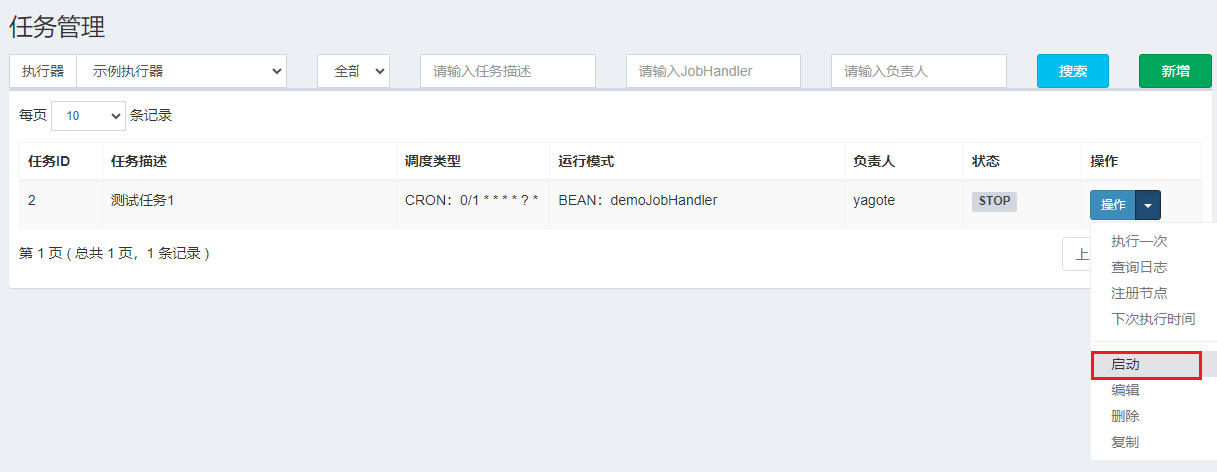 任务管理
执行器 示例执行器 全部 请输入任务描述 请输入JobHandler 请输入负责人 搜索 新增
每页 10 条记录
任务ID 任务描述 调度类型 运行模式 负责人 状态 操作
2 测试任务1 CRON：0/1 * * * * ? * BEAN：demoJobHandler yagote STOP 操作
第 1 页 ( 总共 1 页，1 条记录 ) 上
执行一次
查询日志
注册节点
下次执行时间
启动
编辑
删除
复制